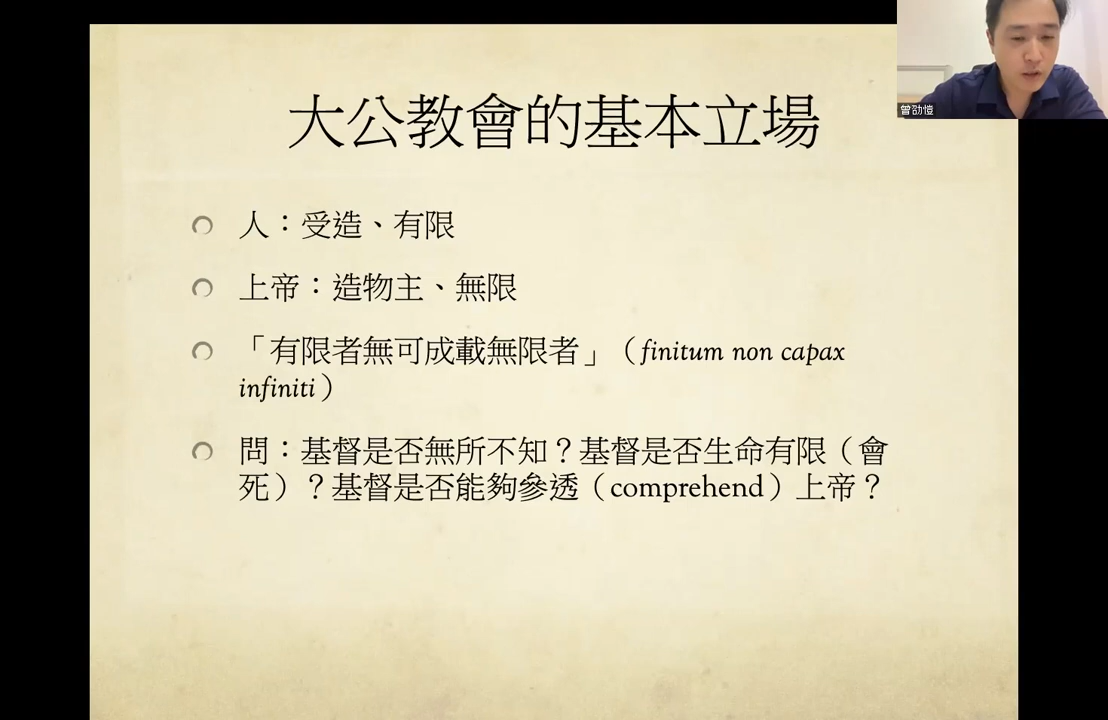 曾劭愷
大公教會的基本立場
人：受造、有限
上帝：造物主、無限
「有限者無可成載無限者」（finitum non capax
infiniti）
問：基督是否無所不知？基督是否生命有限（會
死）？基督是否能夠參透（comprehend）上帝？